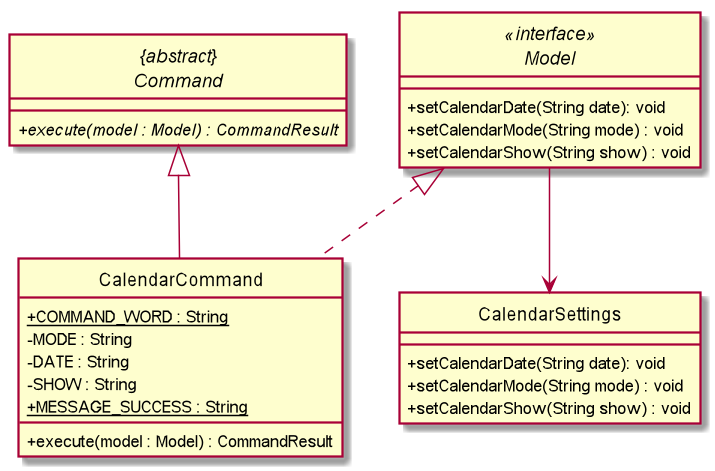 {abstract}
Command
+execute(model : Model) : CommandResult
«interface»
Model
+setCalendarDate(String date): void
+setCalendarMode(String mode) : void
+setCalendarShow(String show) : void
CalendarCommand
+COMMAND_WORD : String
-MODE : String
-DATE : String
-SHOW : String
+MESSAGE_SUCCESS : String
+execute(model : Model) : CommandResult
CalendarSettings
+setCalendarDate(String date): void
+setCalendarMode(String mode) : void
+setCalendarShow(String show) : void